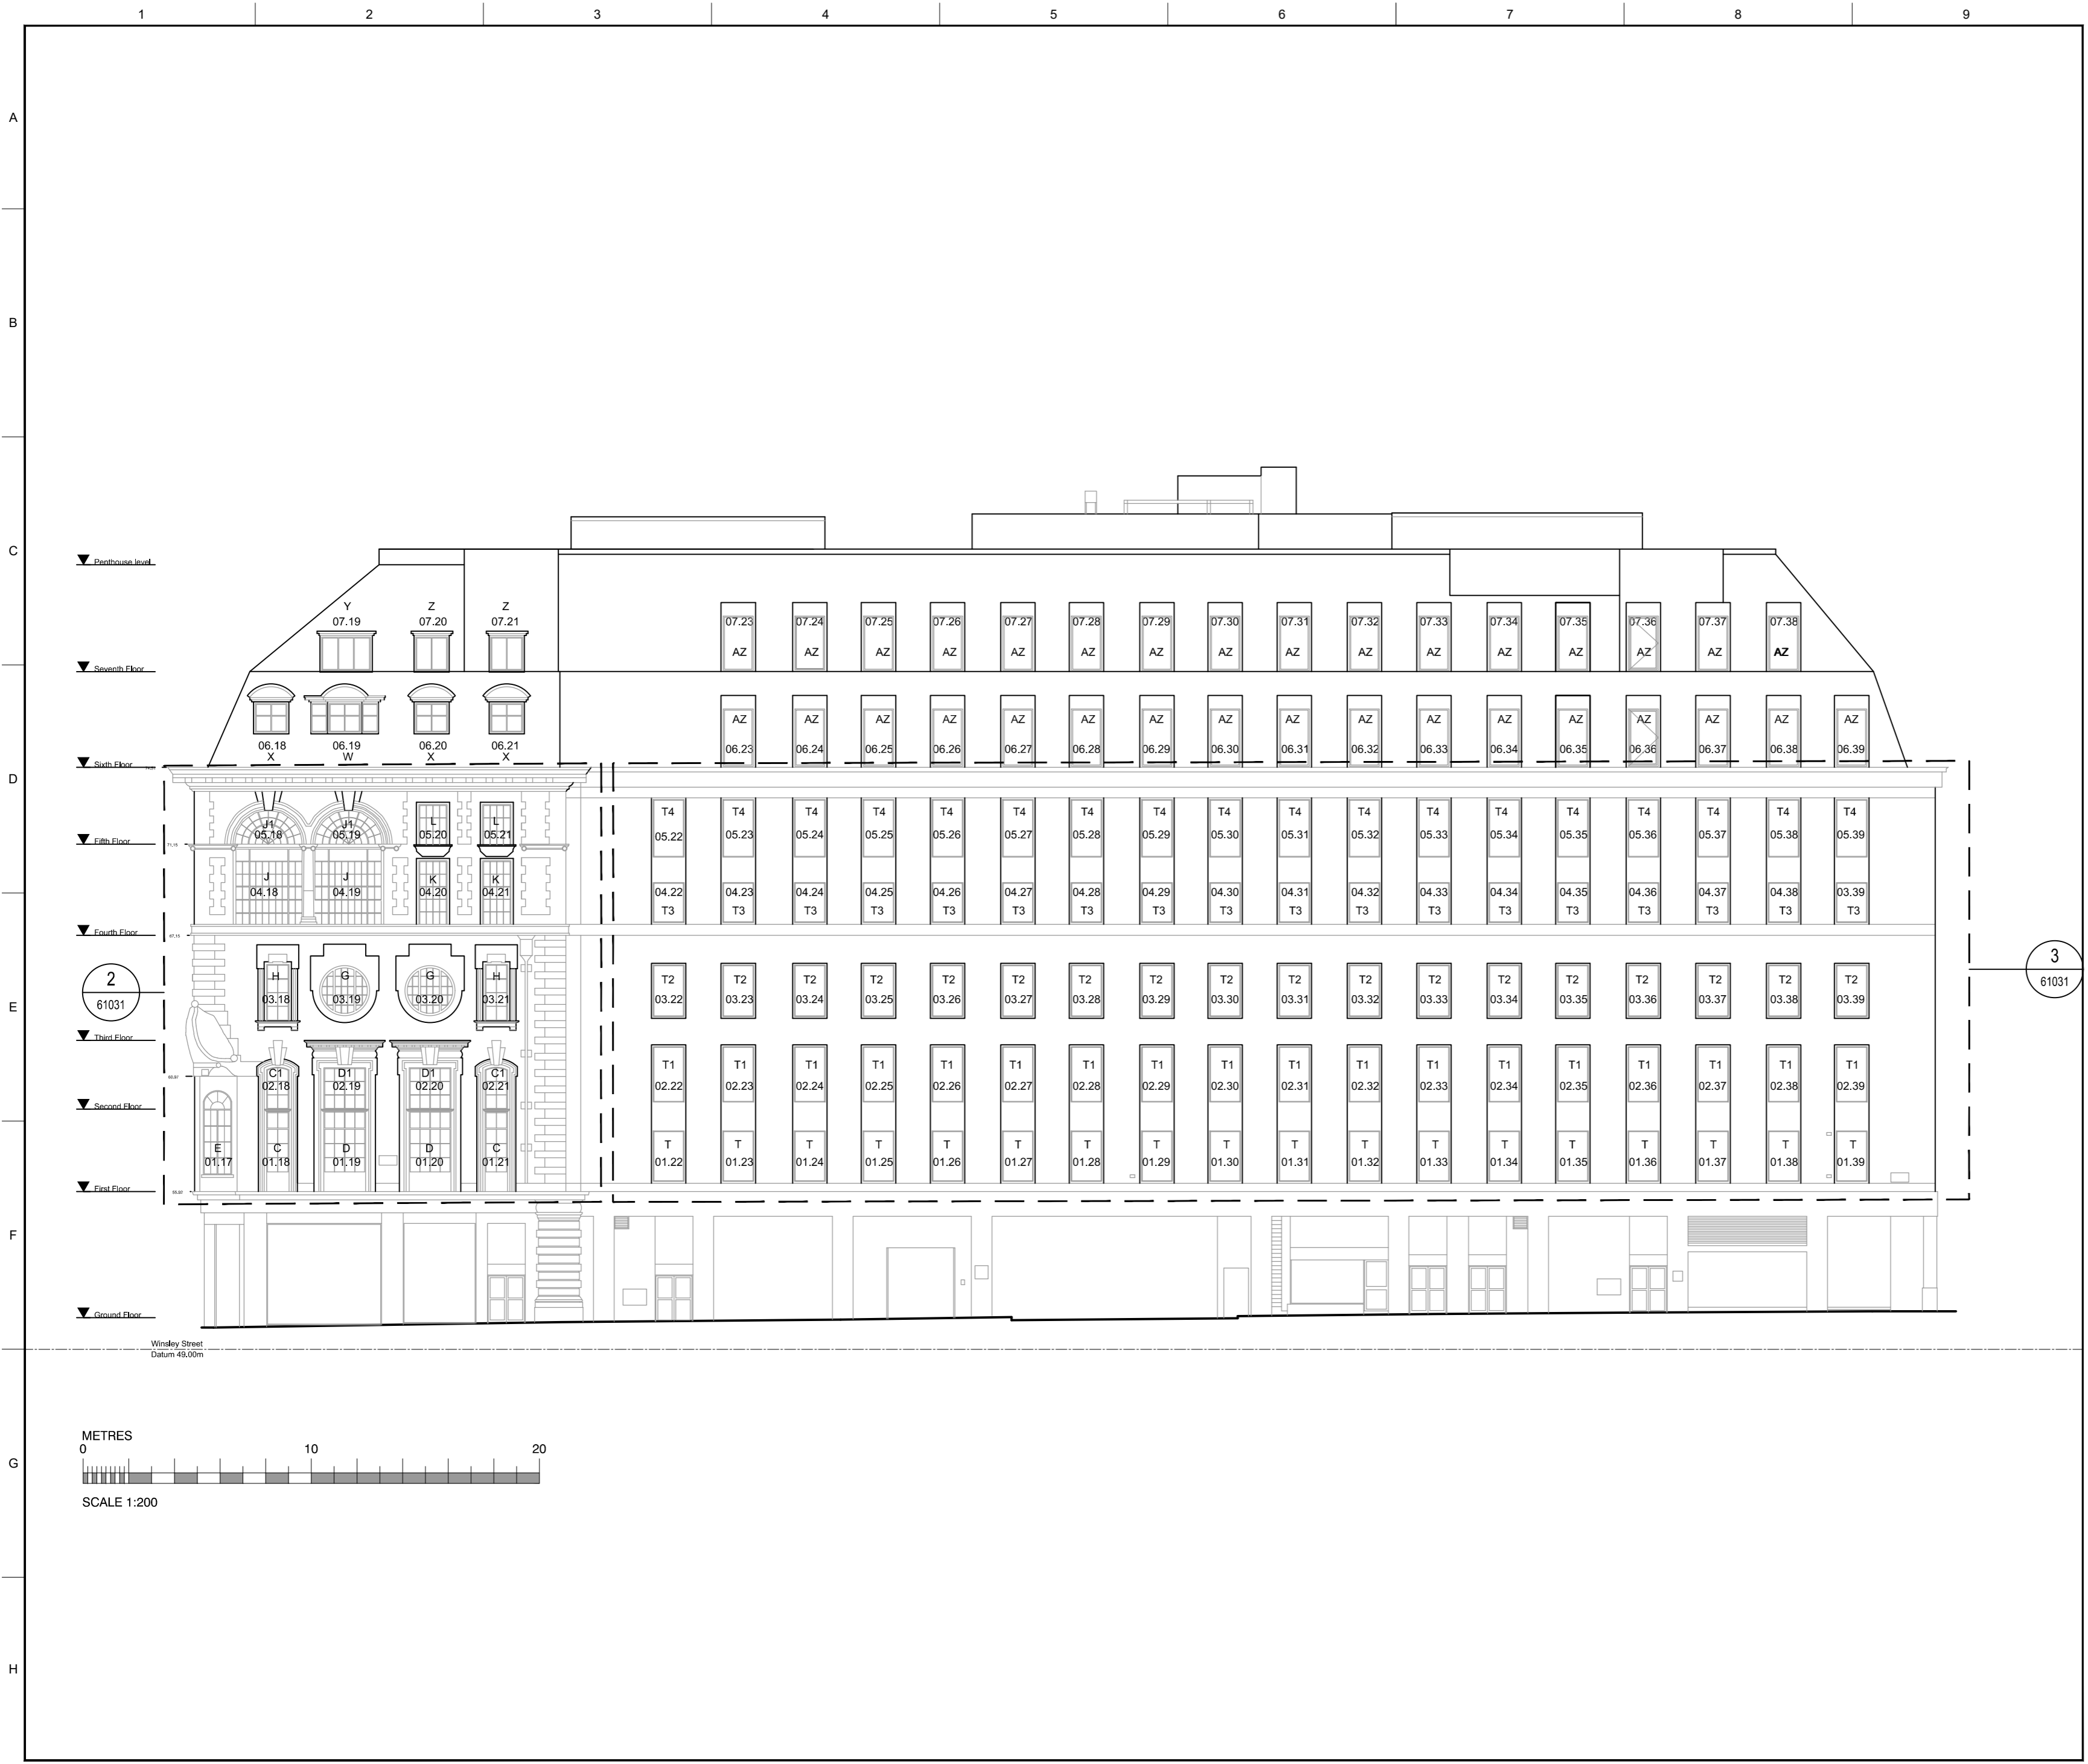 1 2 3 4 5 6 7 8 9
A
B
C
Penthouse level
Y Z Z
07.19 07.20 07.21
07.23 07.24 07.25 07.26 07.27 07.28 07.29 07.30 07.31 07.32 07.33 07.34 07.35 07.36 07.37 07.38
AZ AZ AZ AZ AZ AZ AZ AZ AZ AZ AZ AZ AZ AZ AZ AZ
Seventh Floor
AZ AZ AZ AZ AZ AZ AZ AZ AZ AZ AZ AZ AZ AZ AZ AZ AZ
06.18 06.19 06.20 06.21 06.23 06.24 06.25 06.26 06.27 06.28 06.29 06.30 06.31 06.32 06.33 06.34 06.35 06.36 06.37 06.38 06.39
X W X X
Sixth Floor
D
J1 J1 L L T4 T4 T4 T4 T4 T4 T4 T4 T4 T4 T4 T4 T4 T4 T4 T4 T4 T4
05.18 05.19 05.20 05.21 05.22 05.23 05.24 05.25 05.26 05.27 05.28 05.29 05.30 05.31 05.32 05.33 05.34 05.35 05.36 05.37 05.38 05.39
Fifth Floor
71,15
J J K K
04.18 04.19 04.20 04.21 04.22 04.23 04.24 04.25 04.26 04.27 04.28 04.29 04.30 04.31 04.32 04.33 04.34 04.35 04.36 04.37 04.38 03.39
T3 T3 T3 T3 T3 T3 T3 T3 T3 T3 T3 T3 T3 T3 T3 T3 T3 T3
Fourth Floor
67,15
2
61031
3
61031
H G G H T2 T2 T2 T2 T2 T2 T2 T2 T2 T2 T2 T2 T2 T2 T2 T2 T2 T2
03.18 03.19 03.20 03.21 03.22 03.23 03.24 03.25 03.26 03.27 03.28 03.29 03.30 03.31 03.32 03.33 03.34 03.35 03.36 03.37 03.38 03.39
E
Third Floor
C1 D1 D1 C1 T1 T1 T1 T1 T1 T1 T1 T1 T1 T1 T1 T1 T1 T1 T1 T1 T1 T1
02.18 02.19 02.20 02.21 02.22 02.23 02.24 02.25 02.26 02.27 02.28 02.29 02.30 02.31 02.32 02.33 02.34 02.35 02.36 02.37 02.38 02.39
Second Floor
E C D D C T T T T T T T T T T T T T T T T T T
01.17 01.18 01.19 01.20 01.21 01.22 01.23 01.24 01.25 01.26 01.27 01.28 01.29 01.30 01.31 01.32 01.33 01.34 01.35 01.36 01.37 01.38 01.39
First Floor
F
Ground Floor
Winsley Street
Datum 49.00m
METRES
0 10 20
G
SCALE 1:200
H